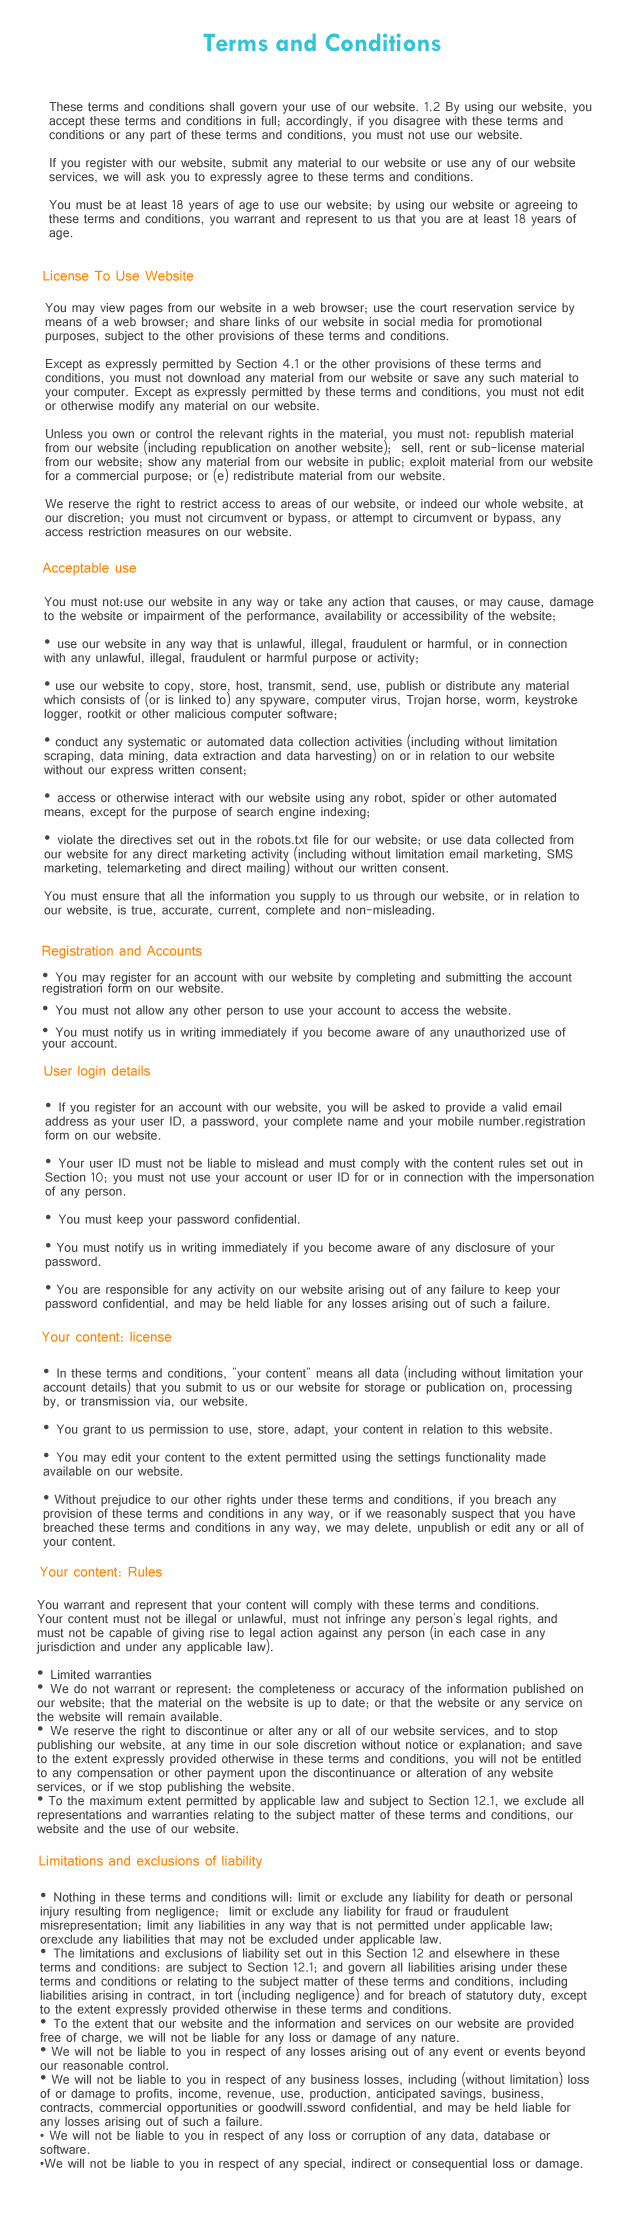 Terms and Conditions
These terms and conditions shall govern your use of our website. 1.2 By using our website, you
accept these terms and conditions in full; accordingly, if you disagree with these terms and
conditions or any part of these terms and conditions, you must not use our website.
If you register with our website, submit any material to our website or use any of our website
services, we will ask you to expressly agree to these terms and conditions.
You must be at least 18 years of age to use our website; by using our website or agreeing to
these terms and conditions, you warrant and represent to us that you are at least 18 years of
age.
License To Use Website
You may view pages from our website in a web browser; use the court reservation service by
means of a web browser; and share links of our website in social media for promotional
purposes, subject to the other provisions of these terms and conditions.
Except as expressly permitted by Section 4.1 or the other provisions of these terms and
conditions, you must not download any material from our website or save any such material to
your computer. Except as expressly permitted by these terms and conditions, you must not edit
or otherwise modify any material on our website.
Unless you own or control the relevant rights in the material, you must not: republish material
from our website (including republication on another website);  sell, rent or sub-license material
from our website; show any material from our website in public; exploit material from our website
for a commercial purpose; or (e) redistribute material from our website.
We reserve the right to restrict access to areas of our website, or indeed our whole website, at
our discretion; you must not circumvent or bypass, or attempt to circumvent or bypass, any
access restriction measures on our website.
Acceptable use
You must not:use our website in any way or take any action that causes, or may cause, damage
to the website or impairment of the performance, availability or accessibility of the website;
• use our website in any way that is unlawful, illegal, fraudulent or harmful, or in connection
with any unlawful, illegal, fraudulent or harmful purpose or activity;
• use our website to copy, store, host, transmit, send, use, publish or distribute any material
which consists of (or is linked to) any spyware, computer virus, Trojan horse, worm, keystroke
logger, rootkit or other malicious computer software;
• conduct any systematic or automated data collection activities (including without limitation
scraping, data mining, data extraction and data harvesting) on or in relation to our website
without our express written consent;
• access or otherwise interact with our website using any robot, spider or other automated
means, except for the purpose of search engine indexing;
• violate the directives set out in the robots.txt file for our website; or use data collected from
our website for any direct marketing activity (including without limitation email marketing, SMS
marketing, telemarketing and direct mailing) without our written consent.
You must ensure that all the information you supply to us through our website, or in relation to
our website, is true, accurate, current, complete and non-misleading.
Registration and Accounts
• You may register for an account with our website by completing and submitting the account
registration form on our website.
• You must not allow any other person to use your account to access the website.
• You must notify us in writing immediately if you become aware of any unauthorized use of
your account.
User login details
• If you register for an account with our website, you will be asked to provide a valid email
address as your user ID, a password, your complete name and your mobile number.registration
form on our website.
• Your user ID must not be liable to mislead and must comply with the content rules set out in
Section 10; you must not use your account or user ID for or in connection with the impersonation
of any person.
• You must keep your password confidential.
• You must notify us in writing immediately if you become aware of any disclosure of your
password.
• You are responsible for any activity on our website arising out of any failure to keep your
password confidential, and may be held liable for any losses arising out of such a failure.
Your content: license
• In these terms and conditions, "your content" means all data (including without limitation your
account details) that you submit to us or our website for storage or publication on, processing
by, or transmission via, our website.
• You grant to us permission to use, store, adapt, your content in relation to this website.
• You may edit your content to the extent permitted using the settings functionality made
available on our website.
• Without prejudice to our other rights under these terms and conditions, if you breach any
provision of these terms and conditions in any way, or if we reasonably suspect that you have
breached these terms and conditions in any way, we may delete, unpublish or edit any or all of
your content.
Your content: Rules
You warrant and represent that your content will comply with these terms and conditions.
Your content must not be illegal or unlawful, must not infringe any person's legal rights, and
must not be capable of giving rise to legal action against any person (in each case in any
jurisdiction and under any applicable law).
• Limited warranties
• We do not warrant or represent: the completeness or accuracy of the information published on
our website; that the material on the website is up to date; or that the website or any service on
the website will remain available.
• We reserve the right to discontinue or alter any or all of our website services, and to stop
publishing our website, at any time in our sole discretion without notice or explanation; and save
to the extent expressly provided otherwise in these terms and conditions, you will not be entitled
to any compensation or other payment upon the discontinuance or alteration of any website
services, or if we stop publishing the website.
• To the maximum extent permitted by applicable law and subject to Section 12.1, we exclude all
representations and warranties relating to the subject matter of these terms and conditions, our
website and the use of our website.
Limitations and exclusions of liability
• Nothing in these terms and conditions will: limit or exclude any liability for death or personal
injury resulting from negligence;  limit or exclude any liability for fraud or fraudulent
misrepresentation; limit any liabilities in any way that is not permitted under applicable law;
orexclude any liabilities that may not be excluded under applicable law.
• The limitations and exclusions of liability set out in this Section 12 and elsewhere in these
terms and conditions: are subject to Section 12.1; and govern all liabilities arising under these
terms and conditions or relating to the subject matter of these terms and conditions, including
liabilities arising in contract, in tort (including negligence) and for breach of statutory duty, except
to the extent expressly provided otherwise in these terms and conditions.
• To the extent that our website and the information and services on our website are provided
free of charge, we will not be liable for any loss or damage of any nature.
• We will not be liable to you in respect of any losses arising out of any event or events beyond
our reasonable control.
• We will not be liable to you in respect of any business losses, including (without limitation) loss
of or damage to profits, income, revenue, use, production, anticipated savings, business,
contracts, commercial opportunities or goodwill.ssword confidential, and may be held liable for
any losses arising out of such a failure.
• We will not be liable to you in respect of any loss or corruption of any data, database or
software.
•We will not be liable to you in respect of any special, indirect or consequential loss or damage.